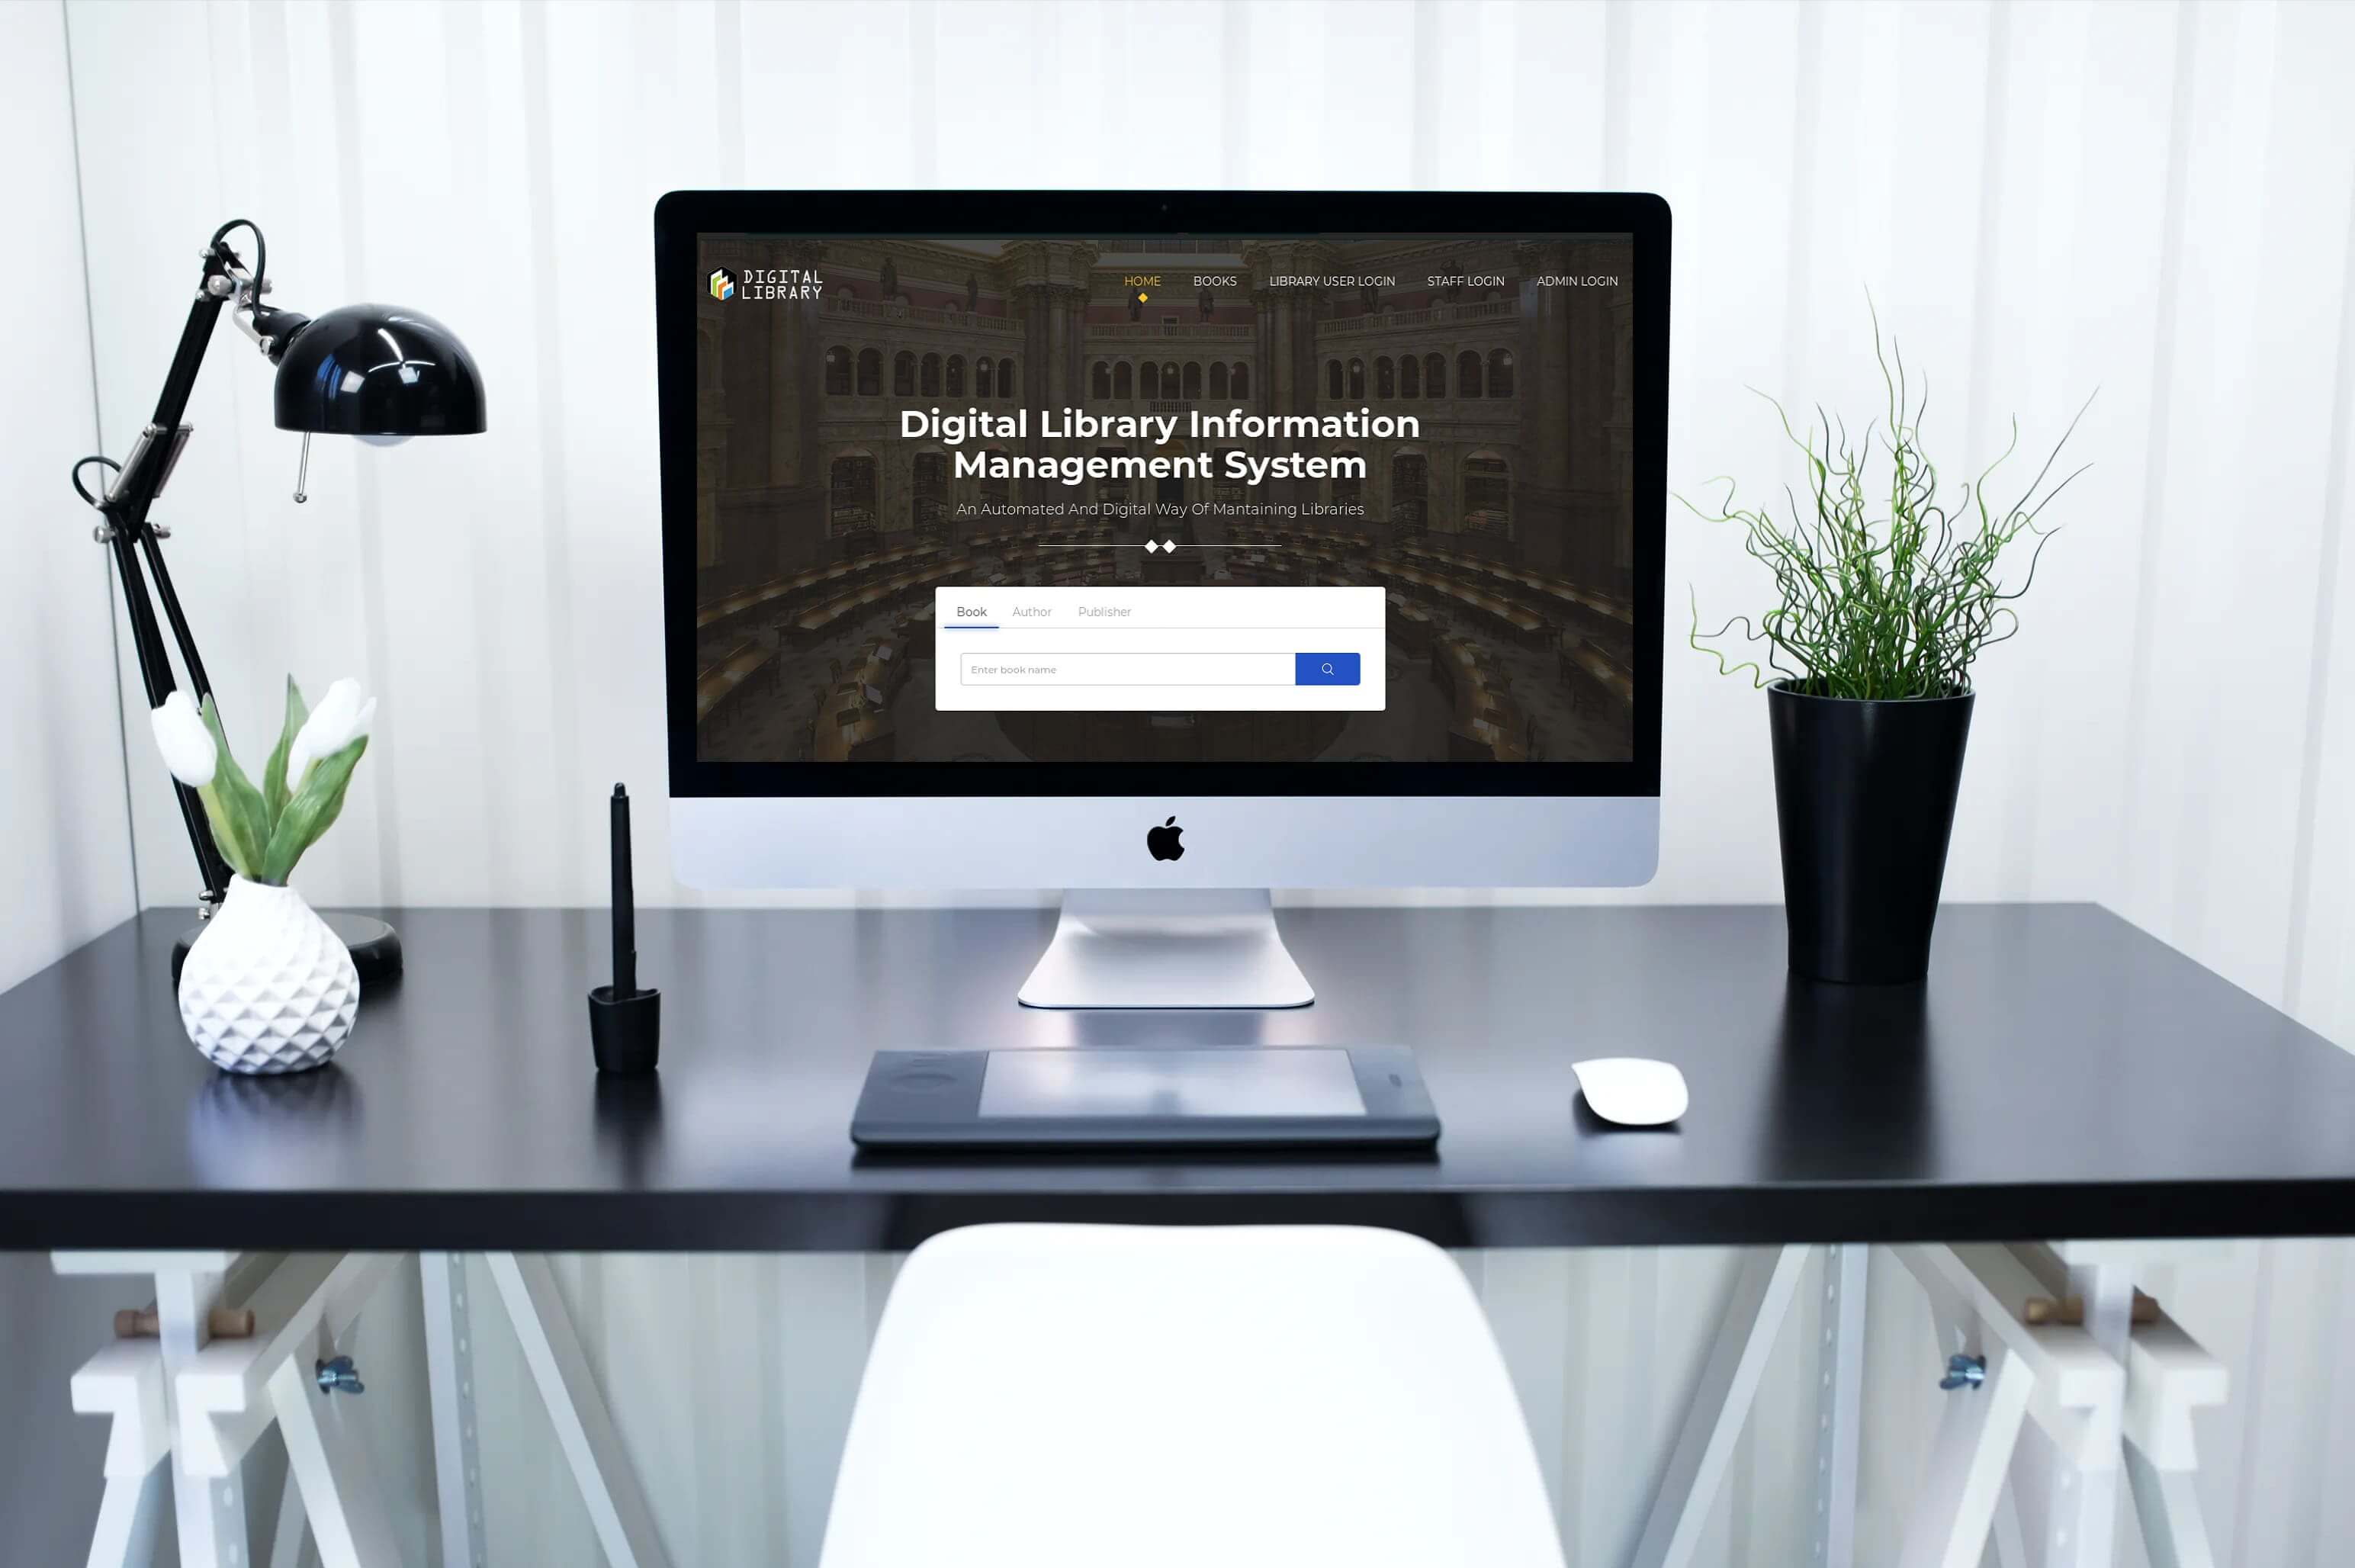 DIGITAL
LIBRARY
HOME BOOKS LIBRARY USER LOGIN STAFF LOGIN ADMIN LOGIN
Digital Library Information
Management System
An Automated And Digital Way Of Mantaining Libraries
Book Author Publisher
Enter book name